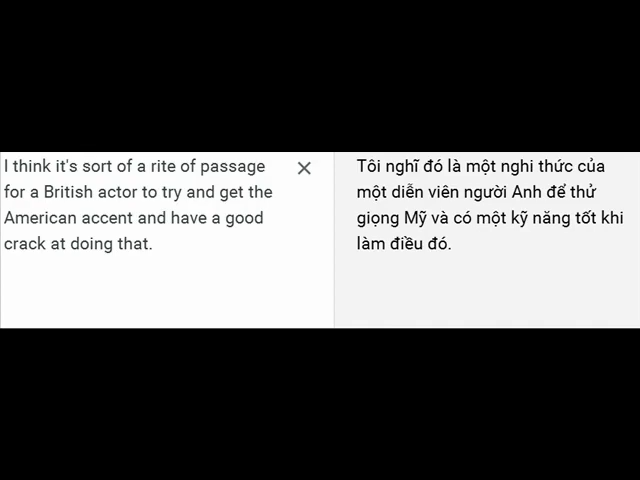 I think it's sort of a rite of passage
for a British actor to try and get the
American accent and have a good
crack at doing that.
Tôi nghĩ đó là một nghi thức của
một diễn viên người Anh để thử
giọng Mỹ và có một kỹ năng tốt khi
làm điều đó.